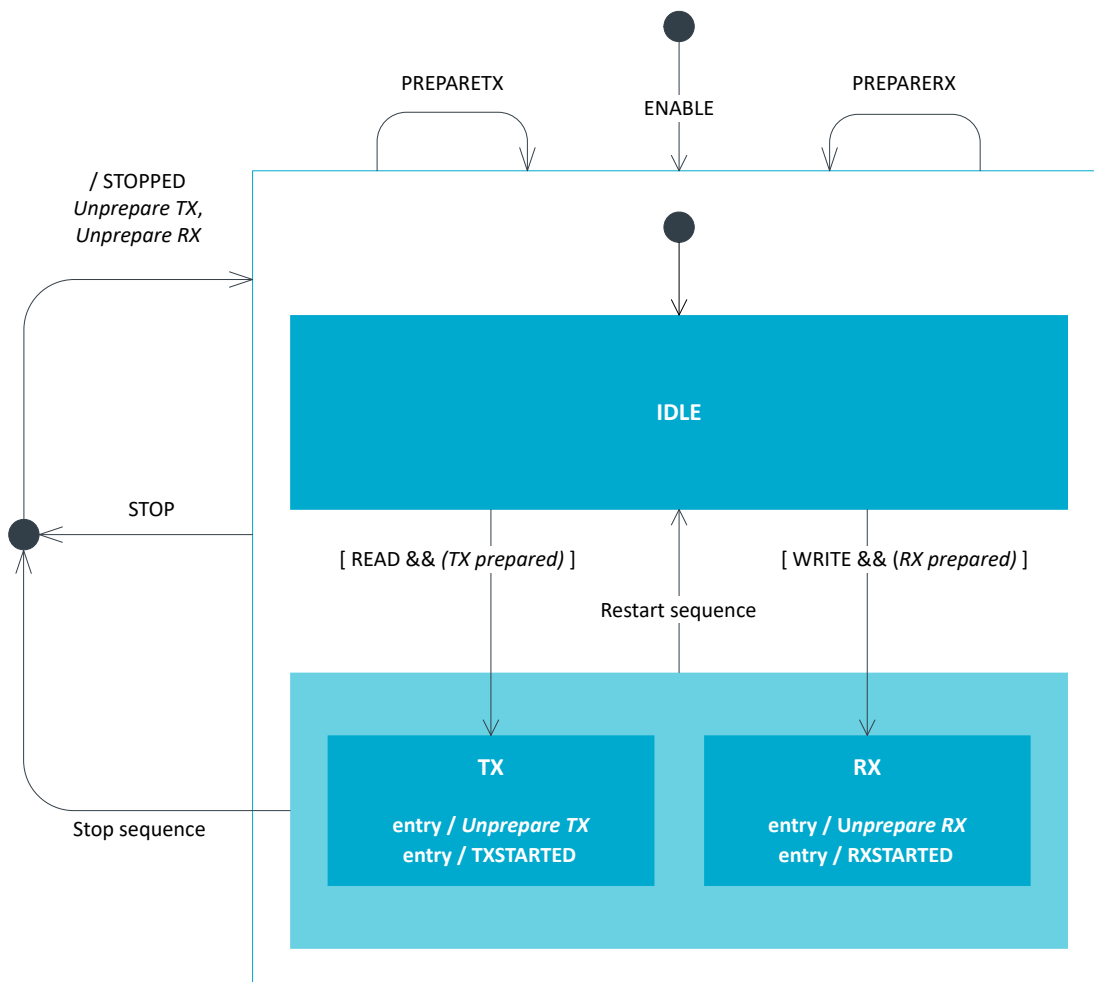 PREPARETX
PREPARERX
ENABLE
/ STOPPED
Unprepare TX,
Unprepare RX
IDLE
STOP
[ READ && (TX prepared) ]
[ WRITE && (RX prepared) ]
Restart sequence
TX
entry / Unprepare TX
entry / TXSTARTED
RX
entry / Unprepare RX
entry / RXSTARTED
Stop sequence